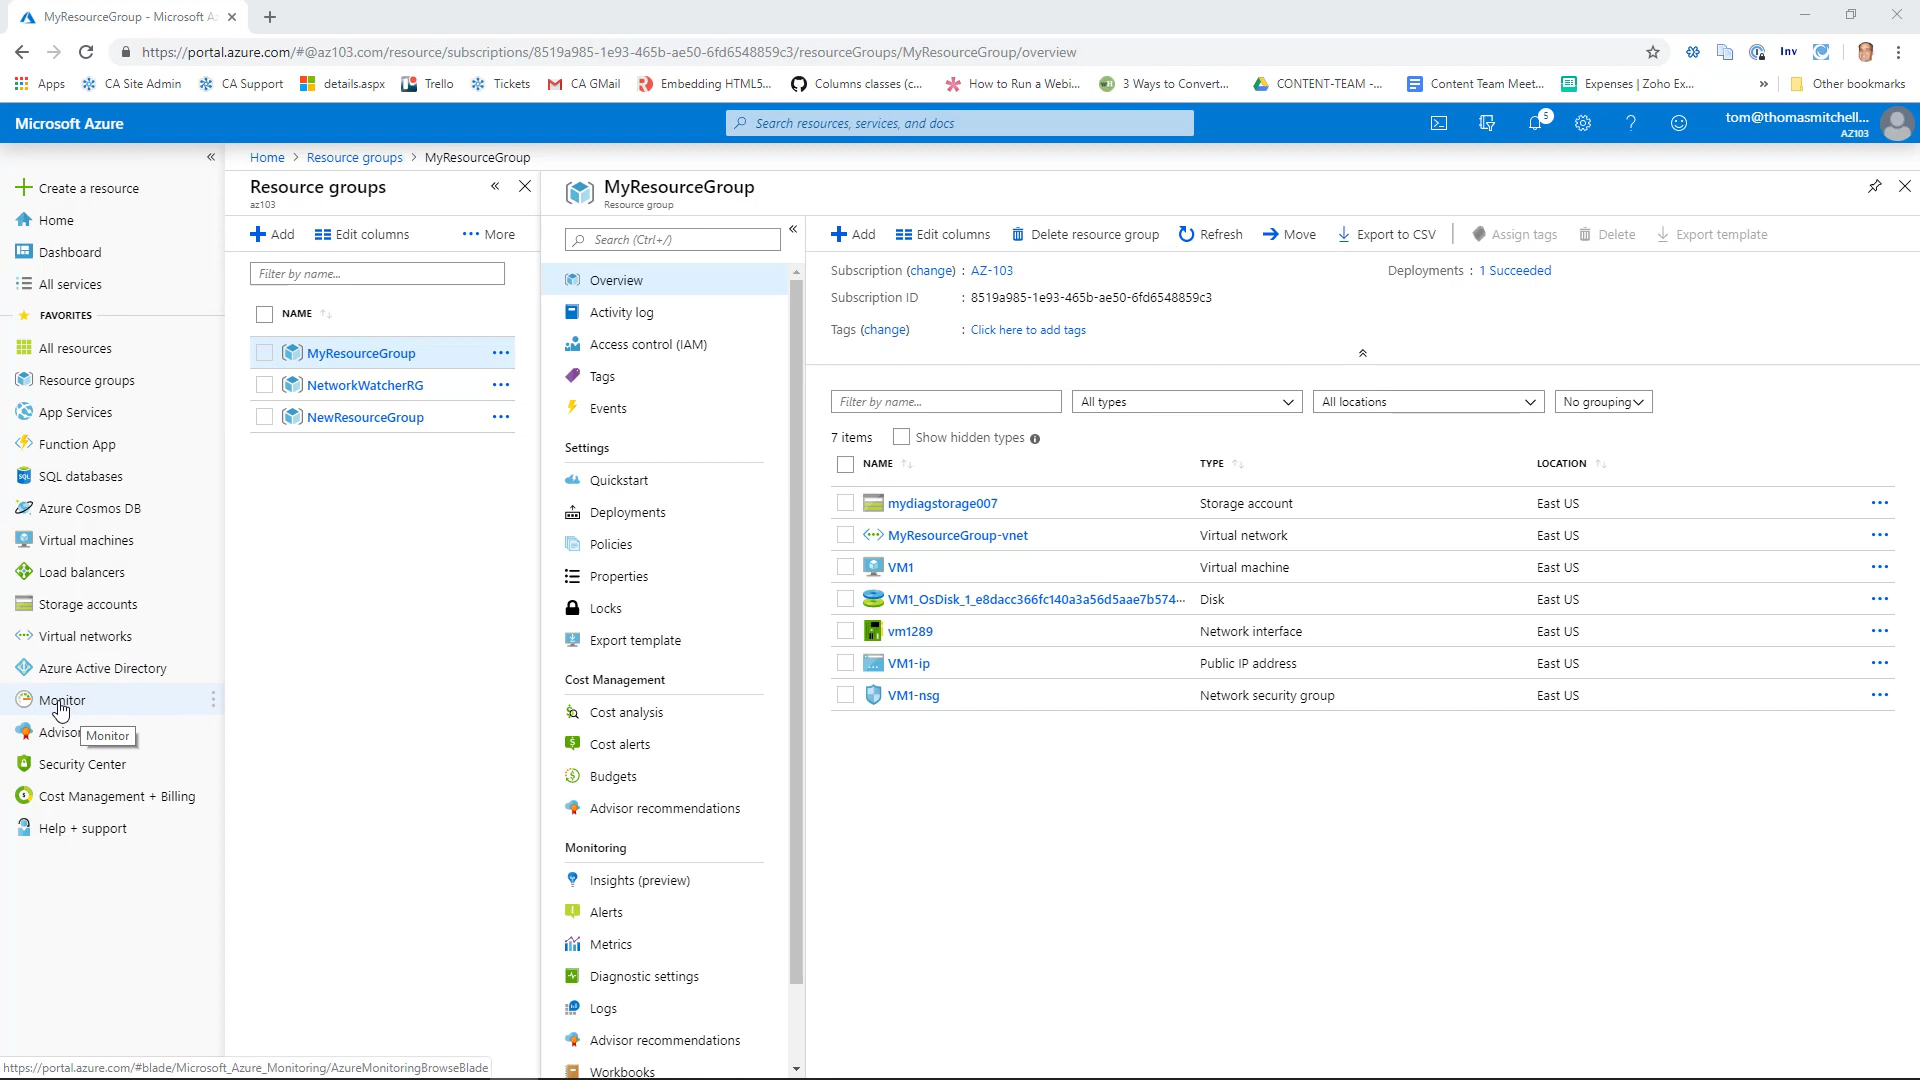 MyResourceGroup - Microsoft A
https://portal.azure.com/#@az103.com/resource/subscriptions/8519a985-1e93-465b-ae50-6fd6548859c3/resourceGroups/MyResourceGroup/overview
Inv
Apps
CA Site Admin
CA Support
details.aspx
Trello
Tickets
CA GMail
Embedding HTML5...
Columns classes (c...
How to Run a Webi...
3 Ways to Convert...
CONTENT-TEAM -...
Content Team Meet...
Expenses | Zoho Ex...
»
Other bookmarks
Microsoft Azure
Search resources, services, and docs
5
tom@thomasmitchell...
AZ103
Create a resource
Home
Dashboard
All services
FAVORITES
All resources
Resource groups
App Services
Function App
SQL databases
Azure Cosmos DB
Virtual machines
Load balancers
Storage accounts
Virtual networks
Azure Active Directory
Monitor
Advisor
Monitor
Security Center
Cost Management + Billing
Help + support
https://portal.azure.com/#blade/Microsoft_Azure_Monitoring/AzureMonitoringBrowseBlade
Home > Resource groups > MyResourceGroup
Resource groups
az103
Add
Edit columns
More
Filter by name...
NAME
MyResourceGroup
NetworkWatcherRG
NewResourceGroup
MyResourceGroup
Resource group
Search (Ctrl+/)
Overview
Activity log
Access control (IAM)
Tags
Events
Settings
Quickstart
Deployments
Policies
Properties
Locks
Export template
Cost Management
Cost analysis
Cost alerts
Budgets
Advisor recommendations
Monitoring
Insights (preview)
Alerts
Metrics
Diagnostic settings
Logs
Advisor recommendations
Workbooks
Add
Edit columns
Delete resource group
Refresh
Move
Export to CSV
Assign tags
Delete
Export template
Subscription (change) : AZ-103
Deployments : 1 Succeeded
Subscription ID : 8519a985-1e93-465b-ae50-6fd6548859c3
Tags (change) : Click here to add tags
Filter by name...
All types
All locations
No grouping
7 items
Show hidden types
NAME TYPE LOCATION
mydiagstorage007 Storage account East US
MyResourceGroup-vnet Virtual network East US
VM1 Virtual machine East US
VM1_OsDisk_1_e8dacc366fc140a3a56d5aae7b574... Disk East US
vm1289 Network interface East US
VM1-ip Public IP address East US
VM1-nsg Network security group East US